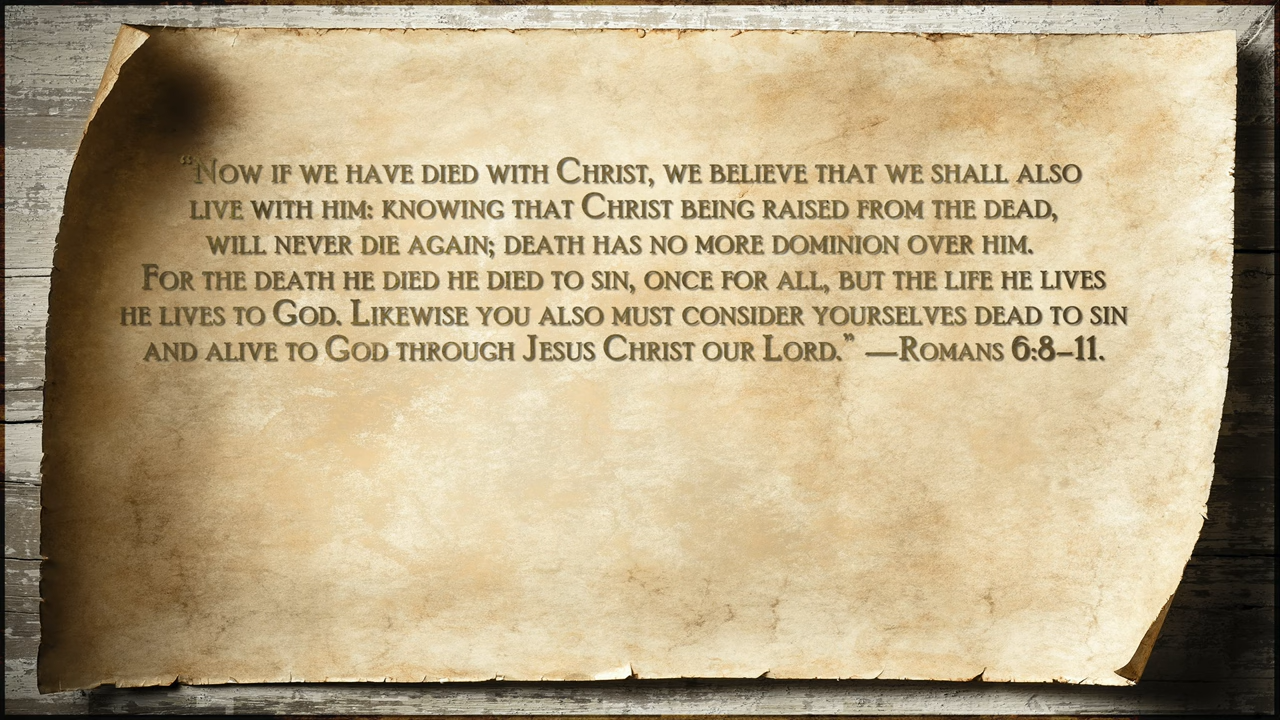 “Now if we have died with Christ, we believe that we shall also
live with him: knowing that Christ being raised from the dead,
will never die again; death has no more dominion over him.
For the death he died he died to sin, once for all, but the life he lives
he lives to God. Likewise you also must consider yourselves dead to sin
and alive to God through Jesus Christ our Lord.” —Romans 6:8–11.